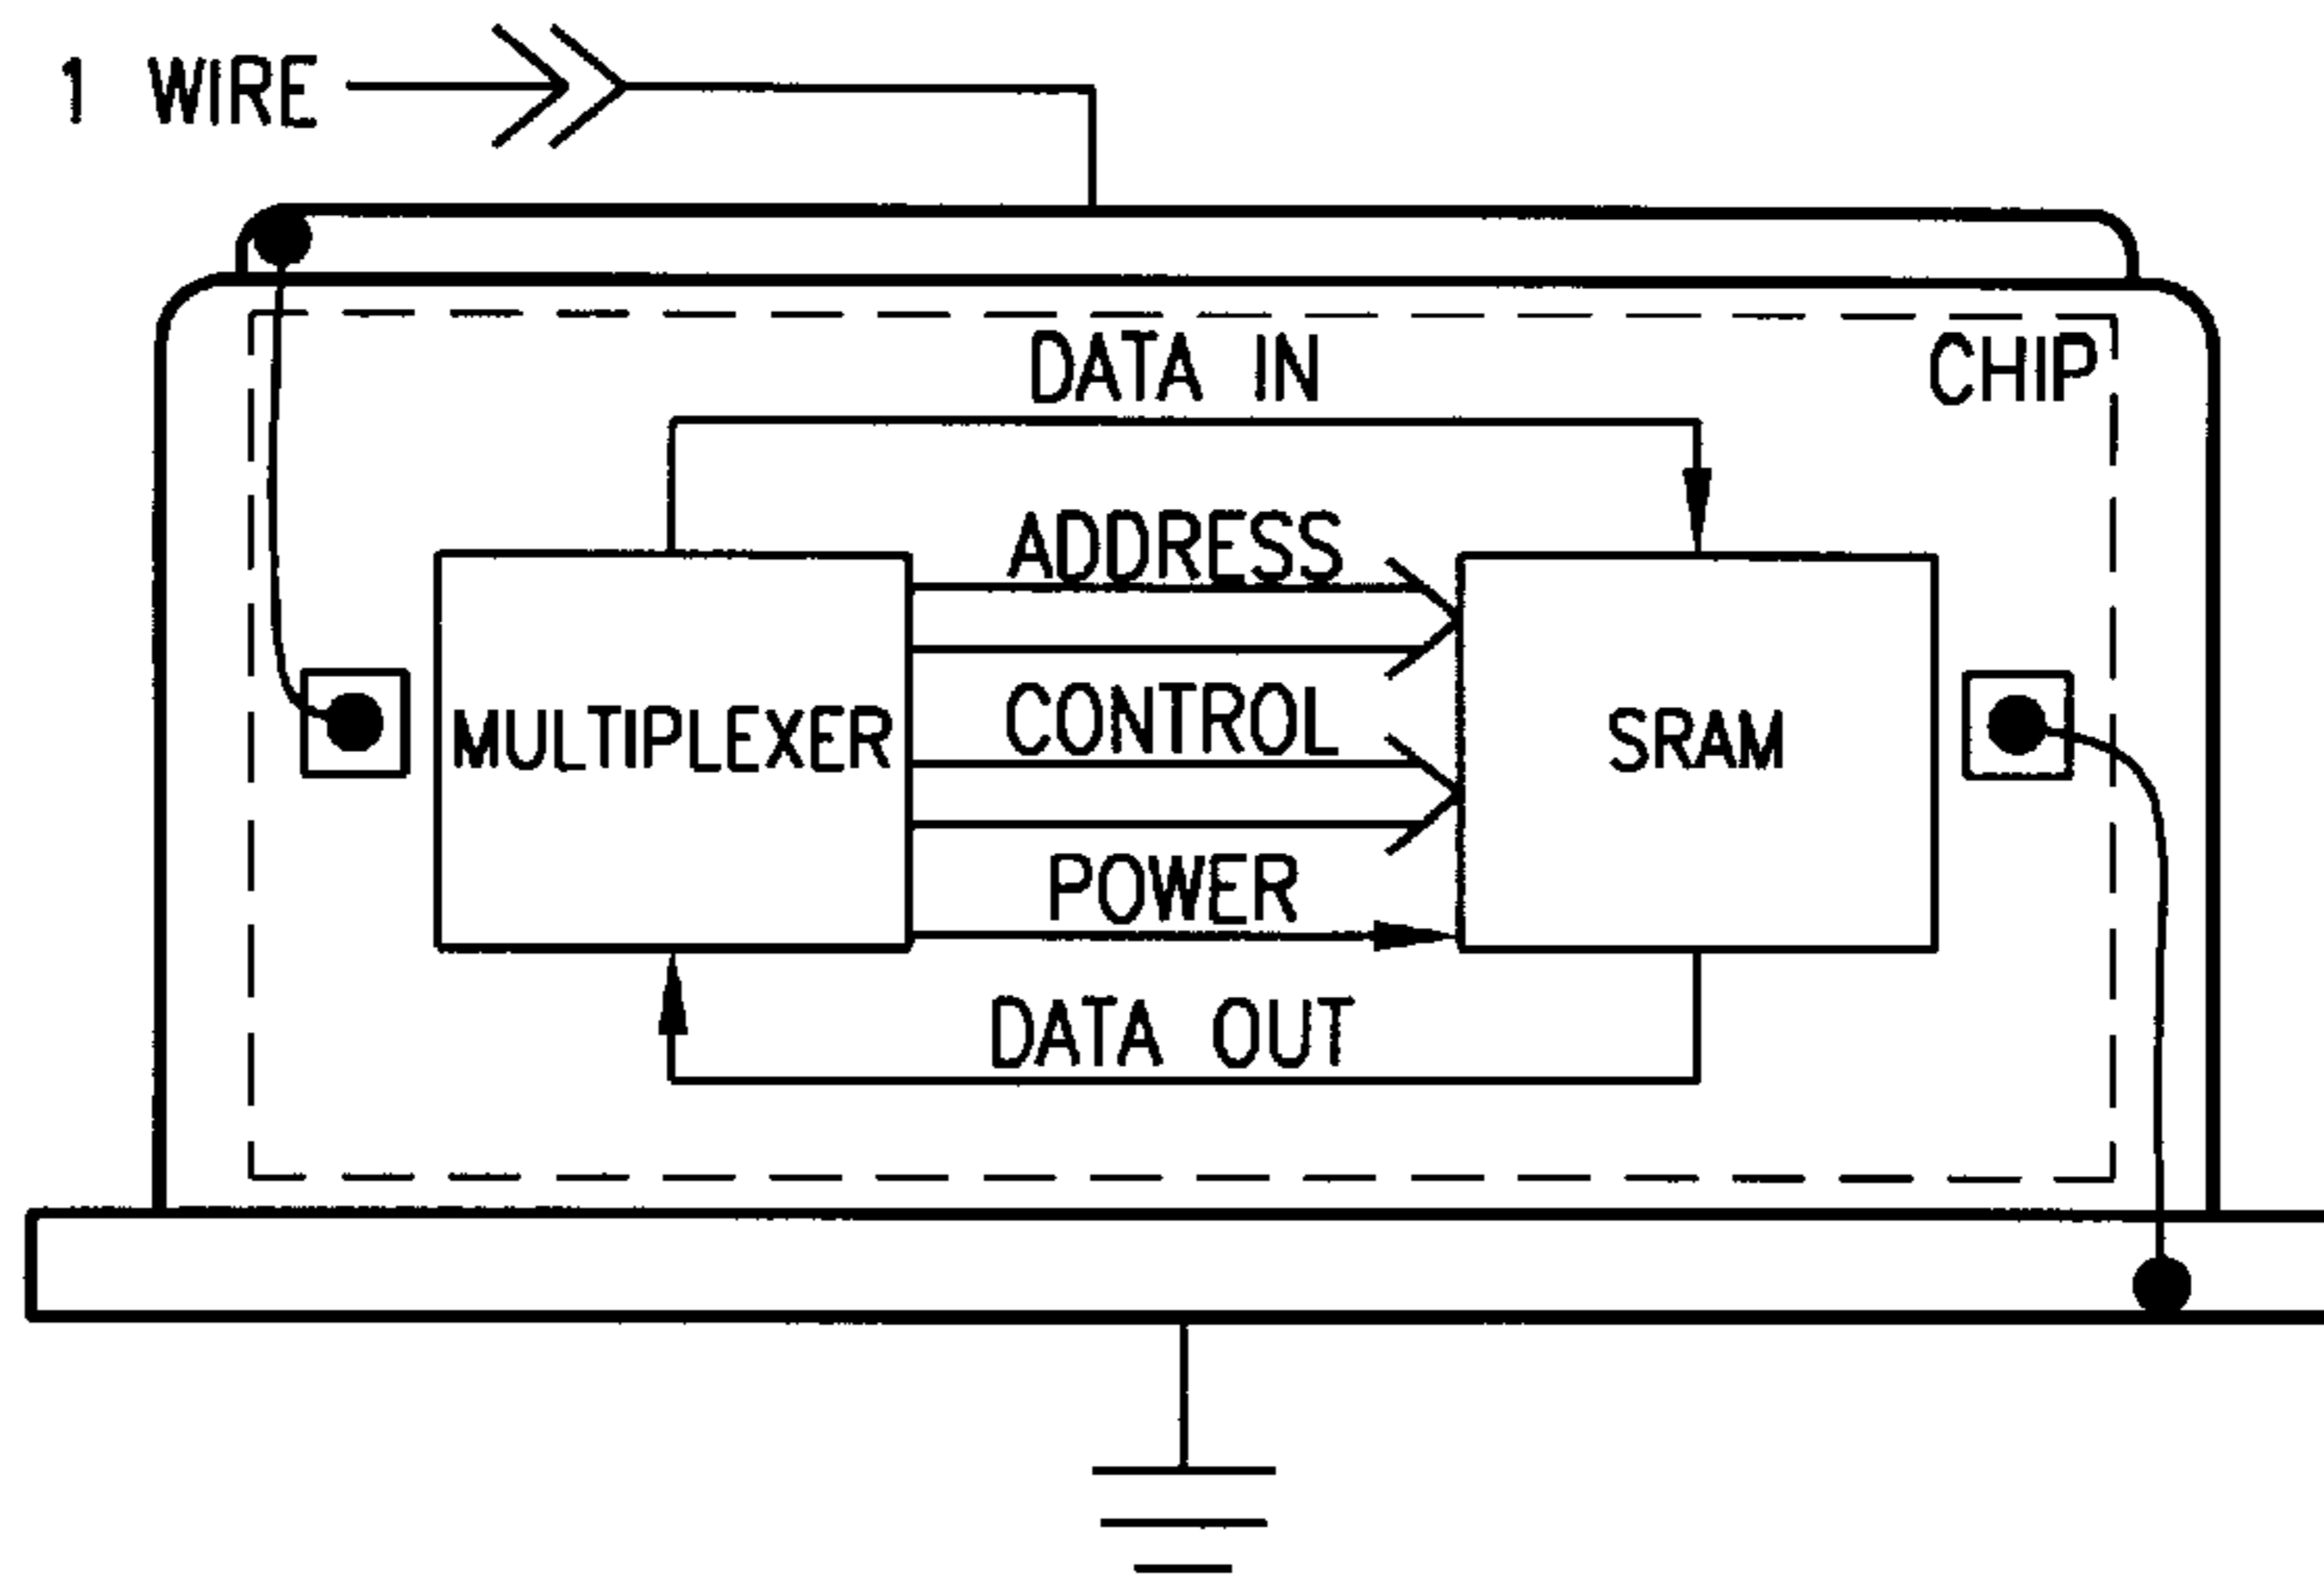 1 WIRE
DATA IN
CHIP
ADDRESS
CONTROL
MULTIPLEXER
SRAM
POWER
DATA OUT